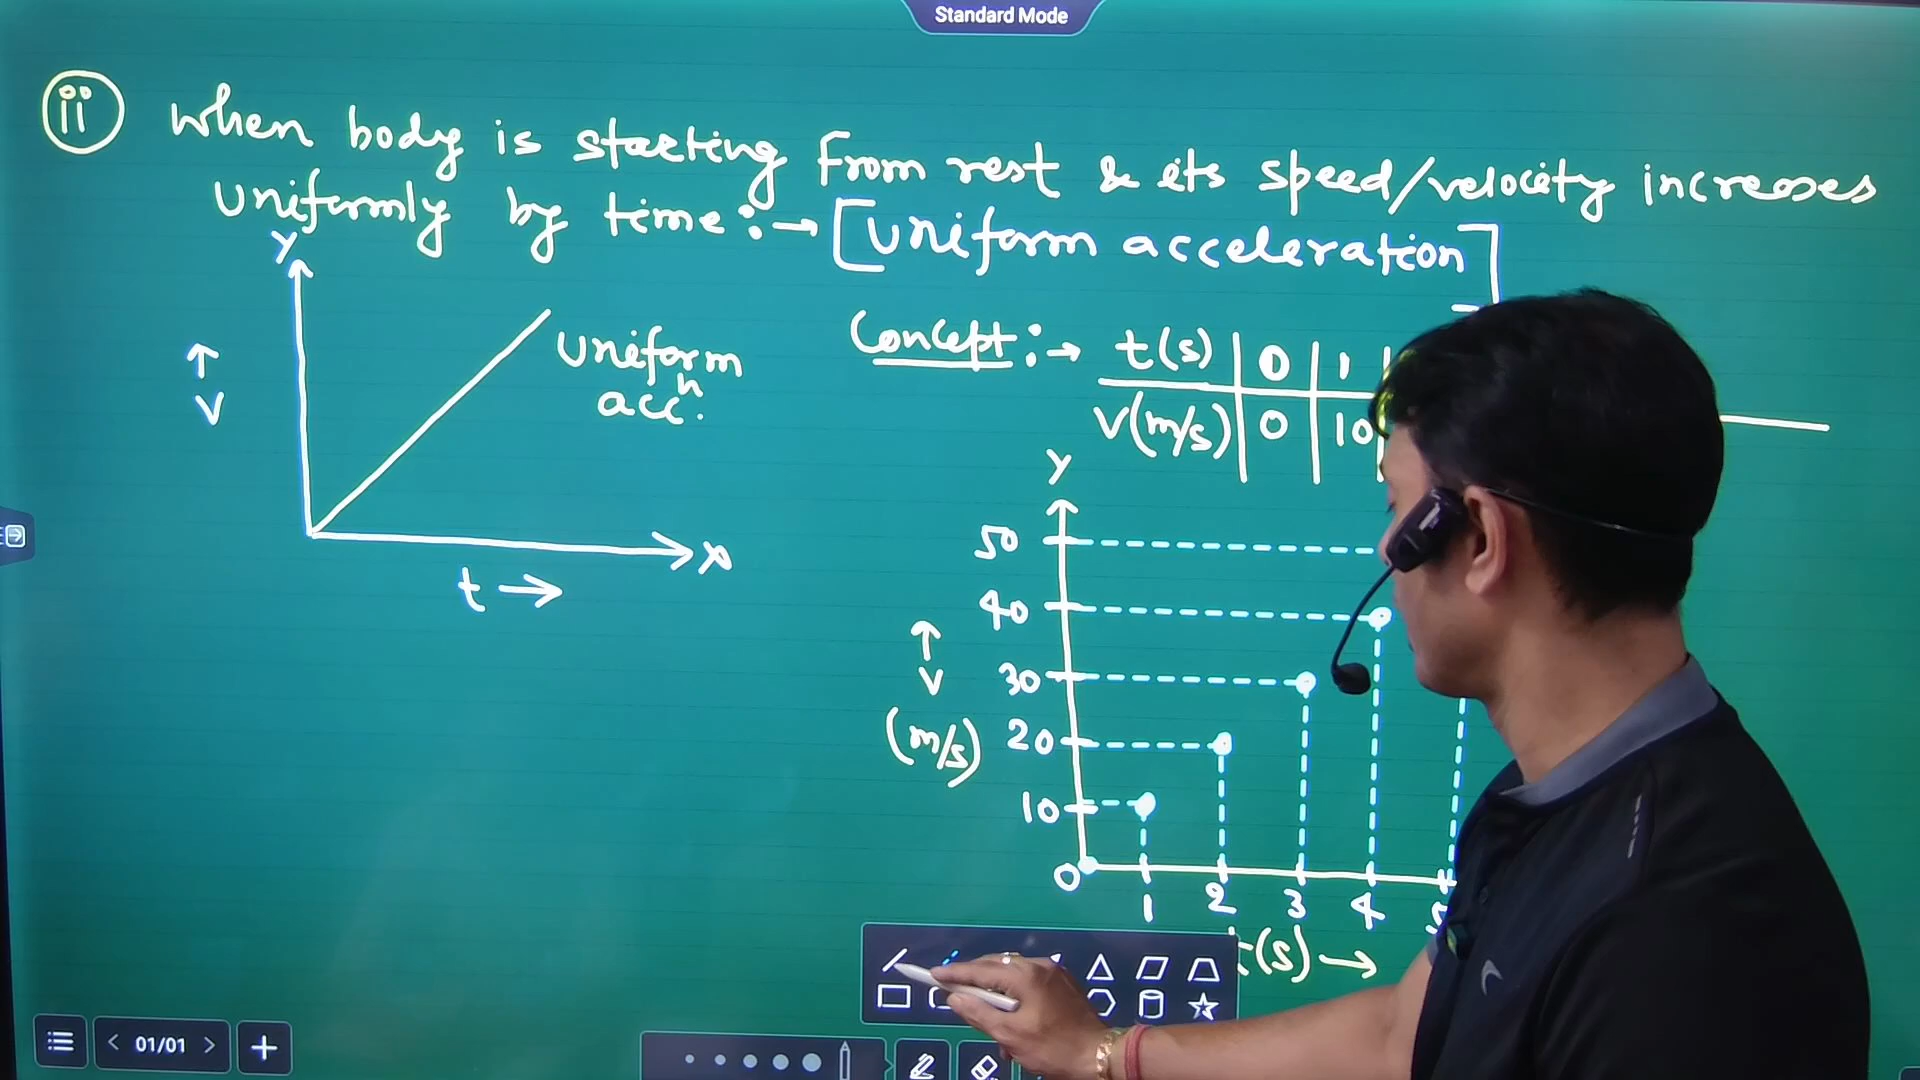 Standard Mode
ii When body is starting from rest & its speed/velocity increases
uniformly by time :→ [Uniform acceleration]
Y
↑
V
Uniform
accⁿ.
X
t →
Concept :→
t(s) | 0 | 1
V(m/s) | 0 | 10
Y
50
40
30
20
10
0
↑
V
(m/s)
1 2 3 4 5
t(s) →
01/01